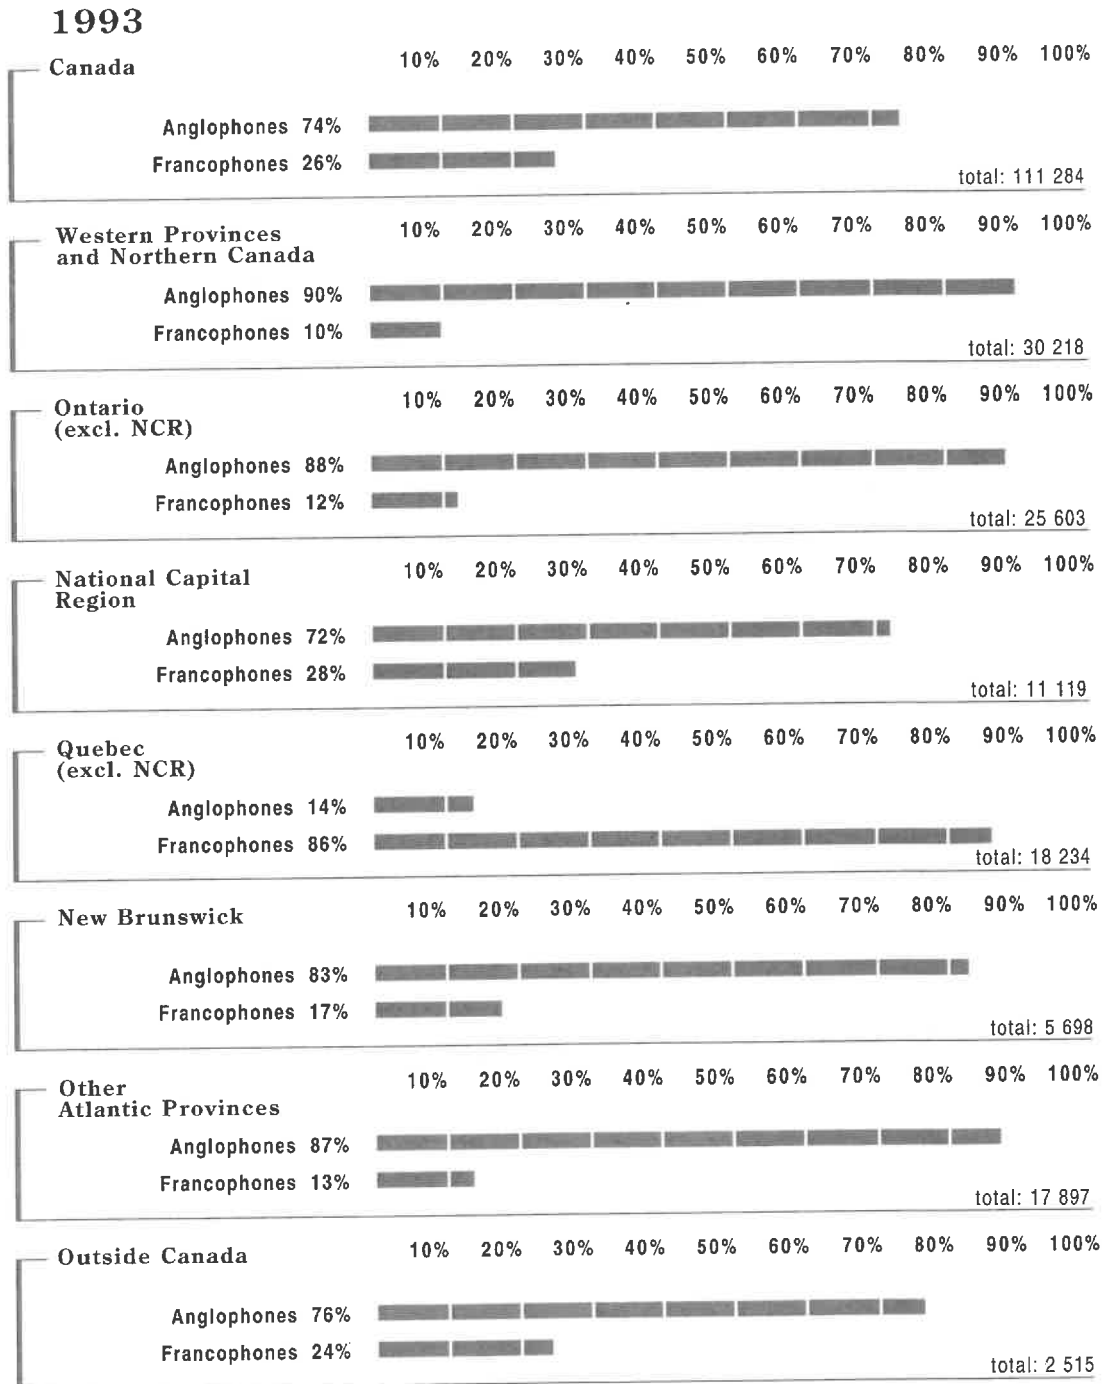 1993
Canada 10% 20% 30% 40% 50% 60% 70% 80% 90% 100%
Anglophones 74%
Francophones 26%
total: 111 284
Western Provinces
and Northern Canada 10% 20% 30% 40% 50% 60% 70% 80% 90% 100%
Anglophones 90%
Francophones 10%
total: 30 218
Ontario
(excl. NCR) 10% 20% 30% 40% 50% 60% 70% 80% 90% 100%
Anglophones 88%
Francophones 12%
total: 25 603
National Capital
Region 10% 20% 30% 40% 50% 60% 70% 80% 90% 100%
Anglophones 72%
Francophones 28%
total: 11 119
Quebec
(excl. NCR) 10% 20% 30% 40% 50% 60% 70% 80% 90% 100%
Anglophones 14%
Francophones 86%
total: 18 234
New Brunswick 10% 20% 30% 40% 50% 60% 70% 80% 90% 100%
Anglophones 83%
Francophones 17%
total: 5 698
Other
Atlantic Provinces 10% 20% 30% 40% 50% 60% 70% 80% 90% 100%
Anglophones 87%
Francophones 13%
total: 17 897
Outside Canada 10% 20% 30% 40% 50% 60% 70% 80% 90% 100%
Anglophones 76%
Francophones 24%
total: 2 515